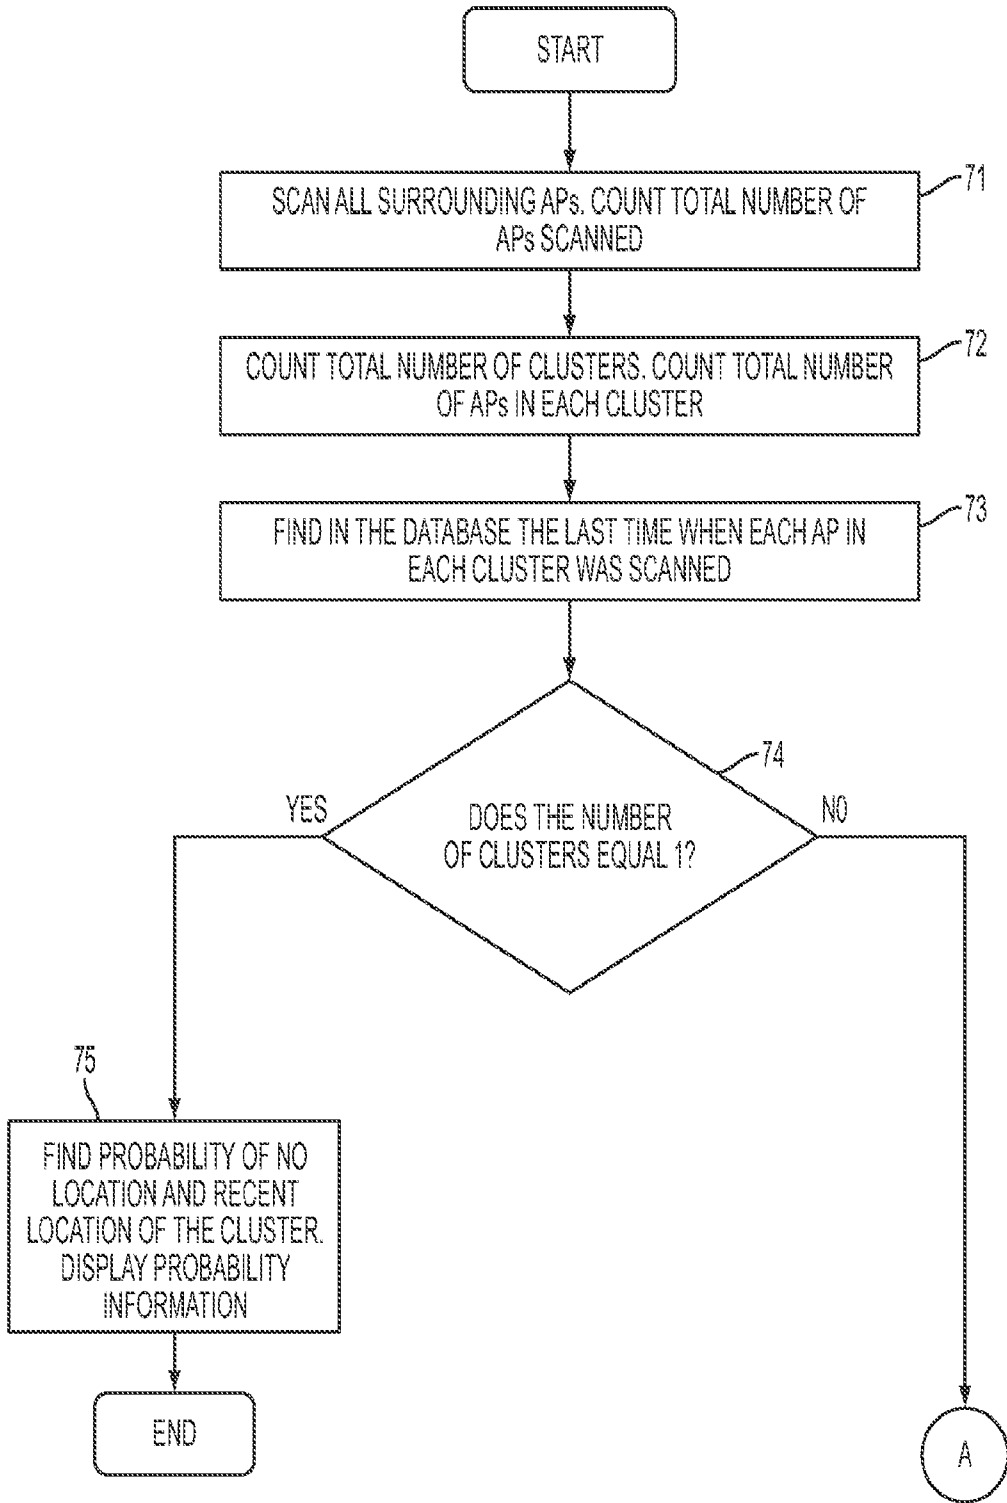 START
71
SCAN ALL SURROUNDING APs. COUNT TOTAL NUMBER OF
APs SCANNED
72
COUNT TOTAL NUMBER OF CLUSTERS. COUNT TOTAL NUMBER
OF APs IN EACH CLUSTER
73
FIND IN THE DATABASE THE LAST TIME WHEN EACH AP IN
EACH CLUSTER WAS SCANNED
74
YES
NO
DOES THE NUMBER
OF CLUSTERS EQUAL 1?
75
FIND PROBABILITY OF NO
LOCATION AND RECENT
LOCATION OF THE CLUSTER.
DISPLAY PROBABILITY
INFORMATION
END
A